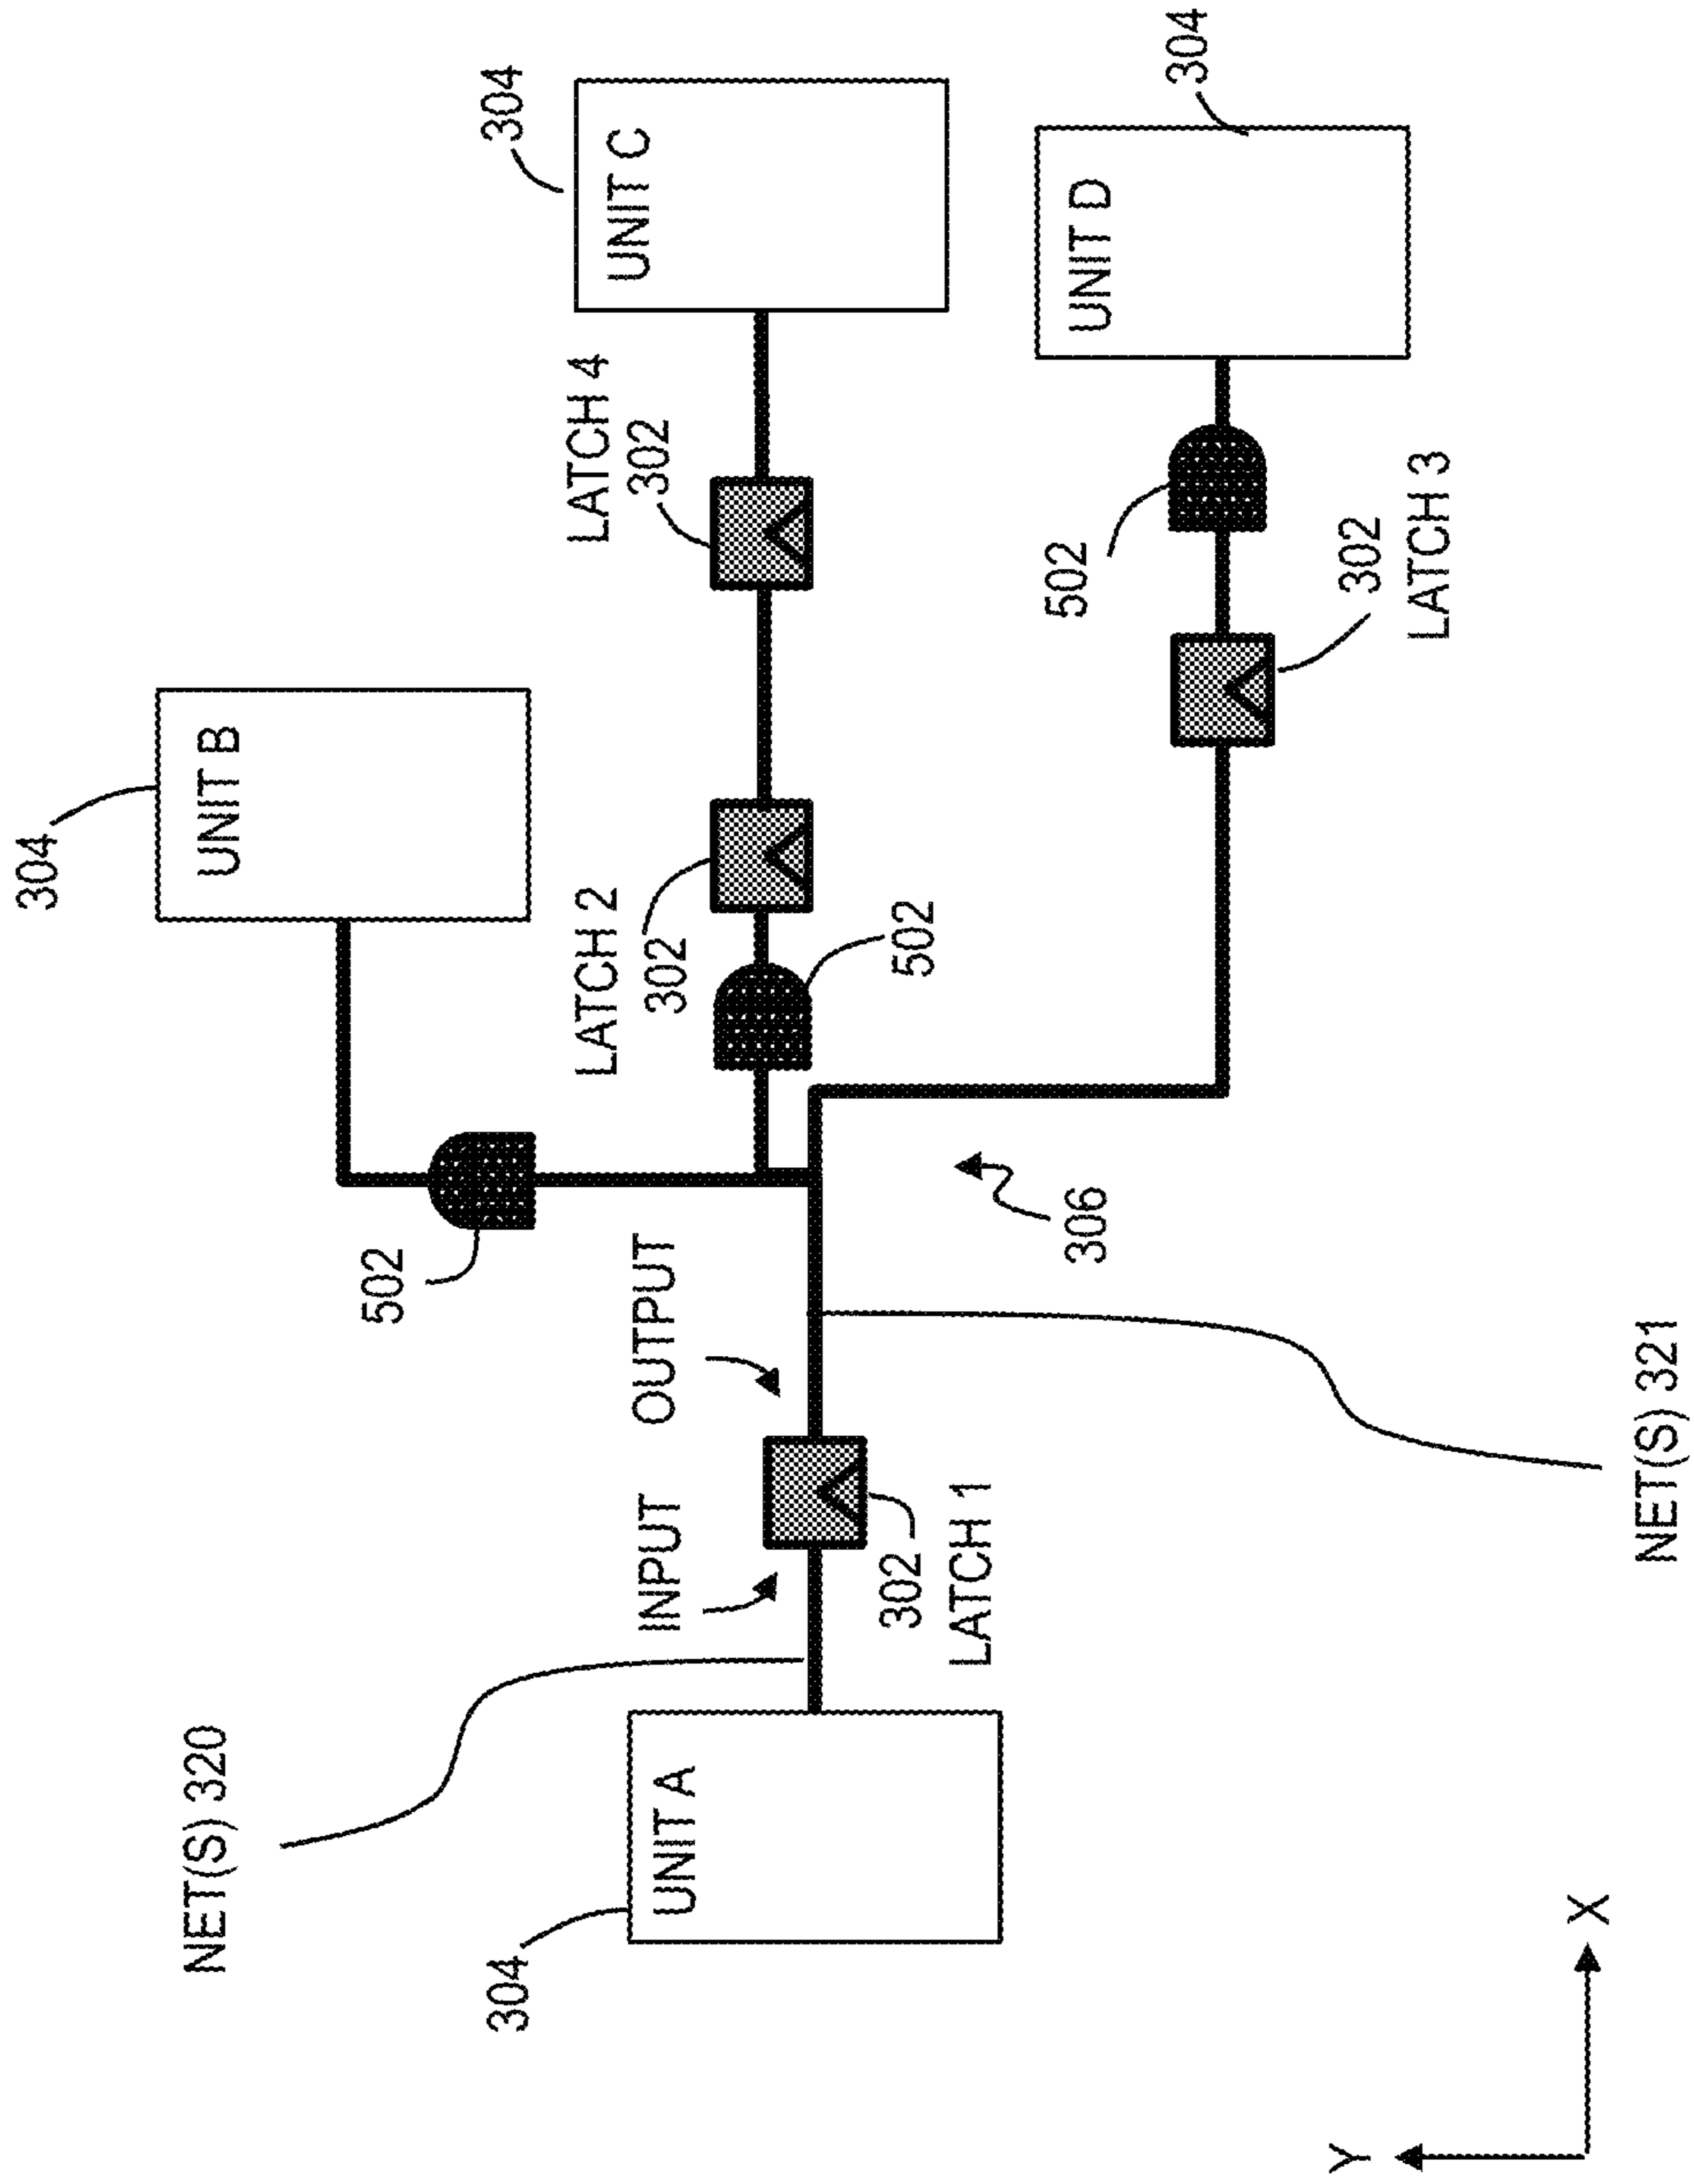 304
UNIT B
304
UNIT C
LATCH 4
302
LATCH 2
302
502
502
UNIT D
304
502
302
LATCH 3
NET(S) 320
304
UNIT A
INPUT
OUTPUT
302
LATCH 1
306
NET(S) 321
Y
X